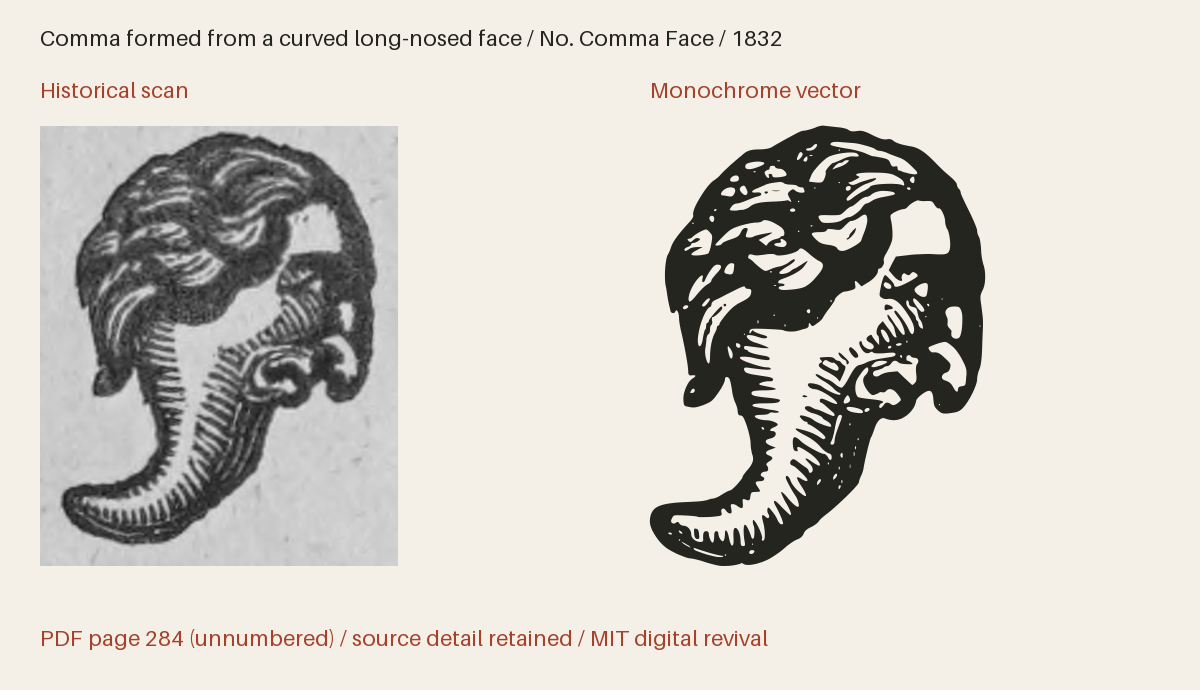 Comma formed from a curved long-nosed face / No. Comma Face / 1832
Historical scan
Monochrome vector
PDF page 284 (unnumbered) / source detail retained / MIT digital revival